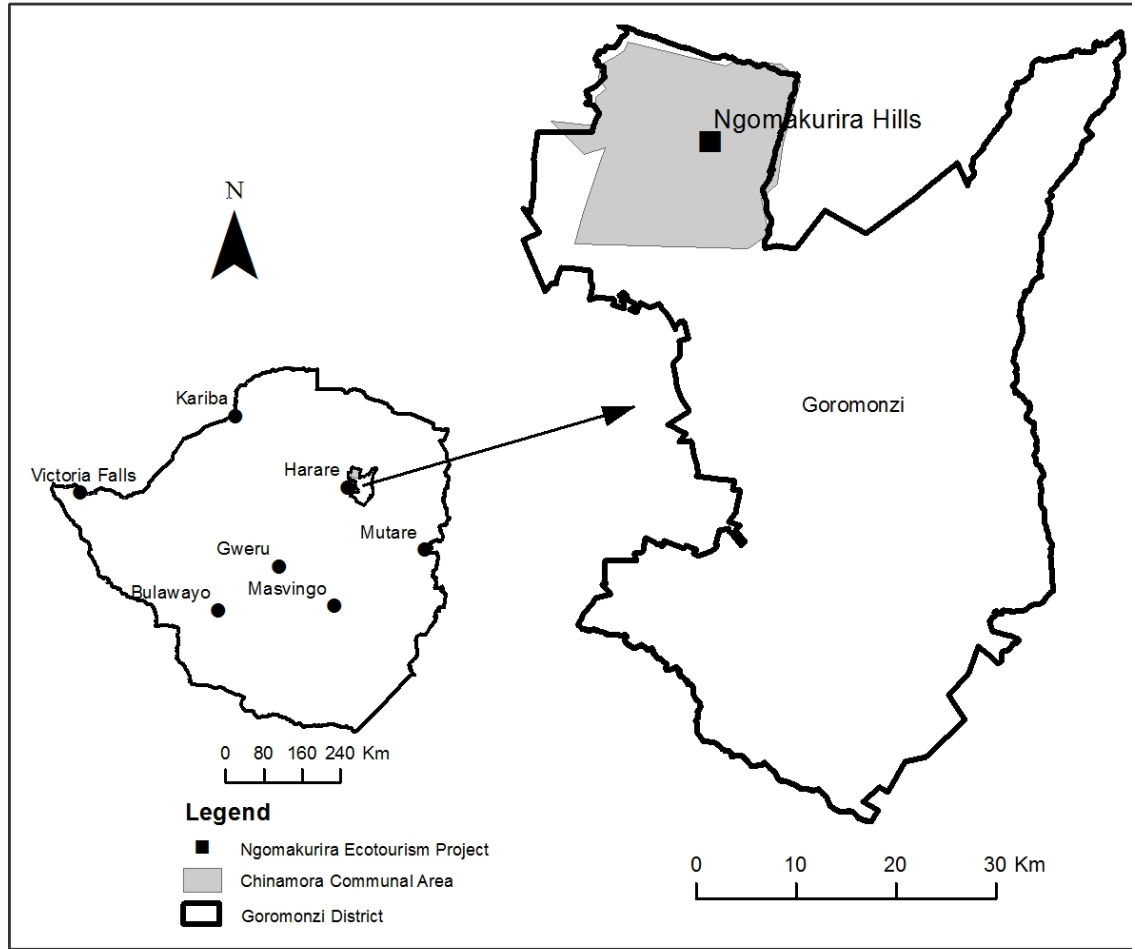 Ngomakurira Hills
N
Goromonzi
Kariba
Victoria Falls
Harare
Mutare
Gweru
Masvingo
Bulawayo
0 80 160 240 Km
Legend
Ngomakurira Ecotourism Project
Chinamora Communal Area
Goromonzi District
0 10 20 30 Km